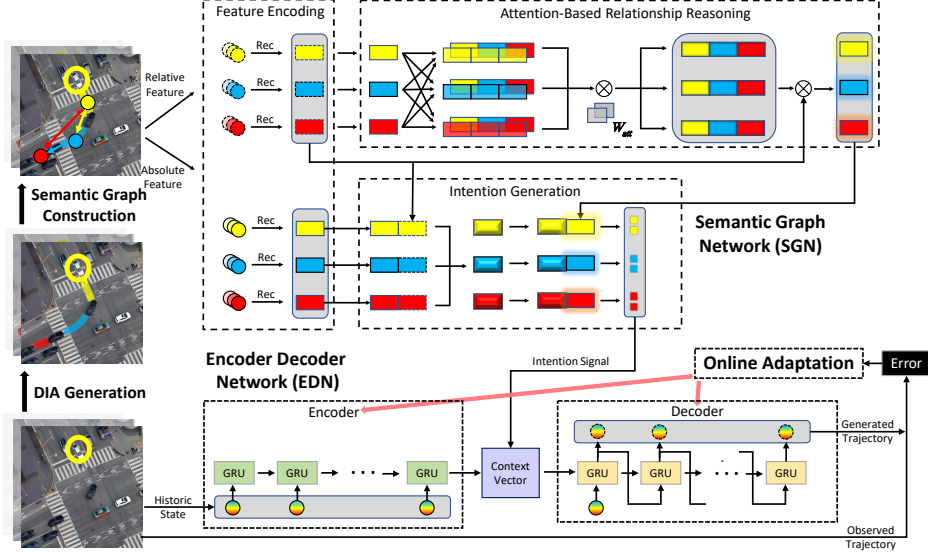 Feature Encoding
Attention-Based Relationship Reasoning
Rec
Rec
Rec
Relative
Feature
Absolute
Feature
W_att
Semantic Graph
Construction
Intention Generation
Semantic Graph
Network (SGN)
Rec
Rec
Rec
DIA Generation
Encoder Decoder
Network (EDN)
Intention Signal
Online Adaptation
Error
Encoder
Decoder
Generated
Trajectory
GRU
GRU
· · ·
GRU
Context
Vector
GRU
GRU
· · ·
GRU
Historic
State
Observed
Trajectory